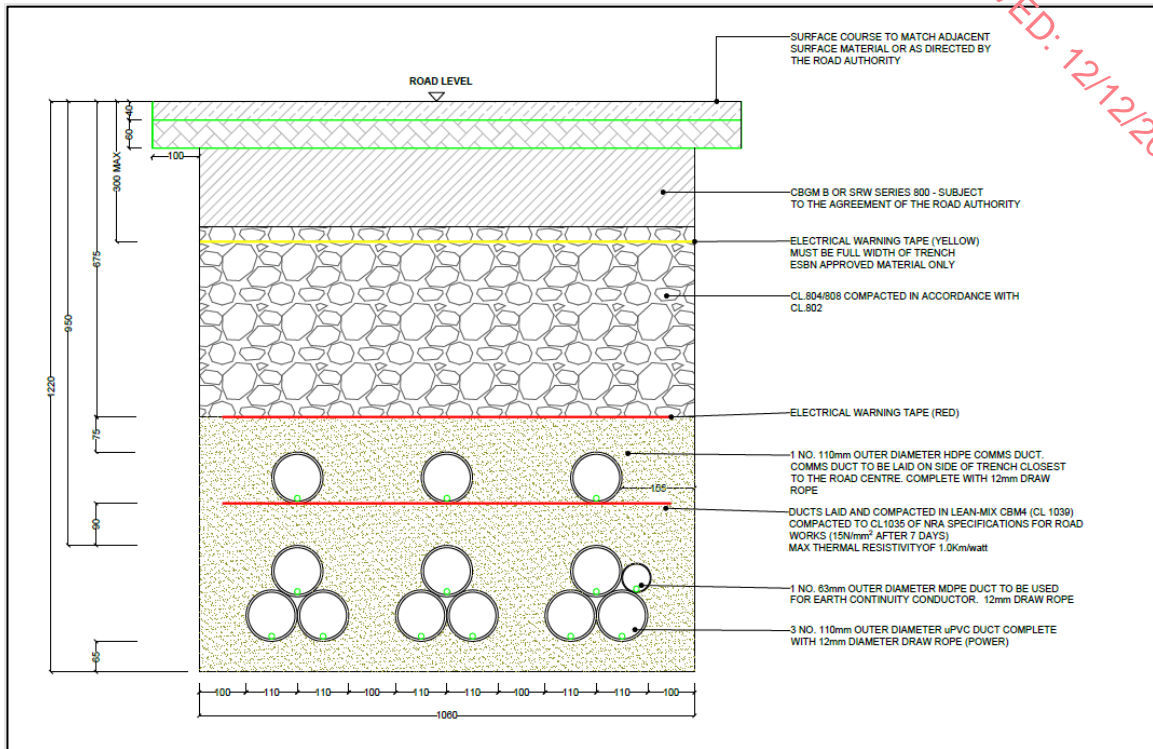 ED: 12/12/20
SURFACE COURSE TO MATCH ADJACENT
SURFACE MATERIAL OR AS DIRECTED BY
THE ROAD AUTHORITY
ROAD LEVEL
40
60
100
300 MAX
CBGM B OR SRW SERIES 800 - SUBJECT
TO THE AGREEMENT OF THE ROAD AUTHORITY
ELECTRICAL WARNING TAPE (YELLOW)
MUST BE FULL WIDTH OF TRENCH
ESBN APPROVED MATERIAL ONLY
675
CL.804/808 COMPACTED IN ACCORDANCE WITH
CL.802
950
1220
ELECTRICAL WARNING TAPE (RED)
75
1 NO. 110mm OUTER DIAMETER HDPE COMMS DUCT.
COMMS DUCT TO BE LAID ON SIDE OF TRENCH CLOSEST
TO THE ROAD CENTRE. COMPLETE WITH 12mm DRAW
ROPE
155
DUCTS LAID AND COMPACTED IN LEAN-MIX CBM4 (CL 1039)
COMPACTED TO CL1035 OF NRA SPECIFICATIONS FOR ROAD
WORKS (15N/mm² AFTER 7 DAYS)
MAX THERMAL RESISTIVITYOF 1.0Km/watt
90
1 NO. 63mm OUTER DIAMETER MDPE DUCT TO BE USED
FOR EARTH CONTINUITY CONDUCTOR. 12mm DRAW ROPE
3 NO. 110mm OUTER DIAMETER uPVC DUCT COMPLETE
WITH 12mm DIAMETER DRAW ROPE (POWER)
65
100 110 110 100 110 110 100 110 110 100
1060